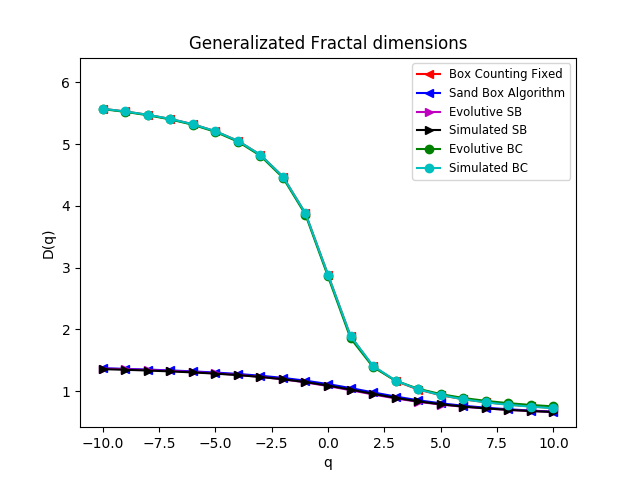 Generalizated Fractal dimensions
Box Counting Fixed
Sand Box Algorithm
Evolutive SB
Simulated SB
Evolutive BC
Simulated BC
D(q)
6
5
4
3
2
1
−10.0 −7.5 −5.0 −2.5 0.0 2.5 5.0 7.5 10.0
q